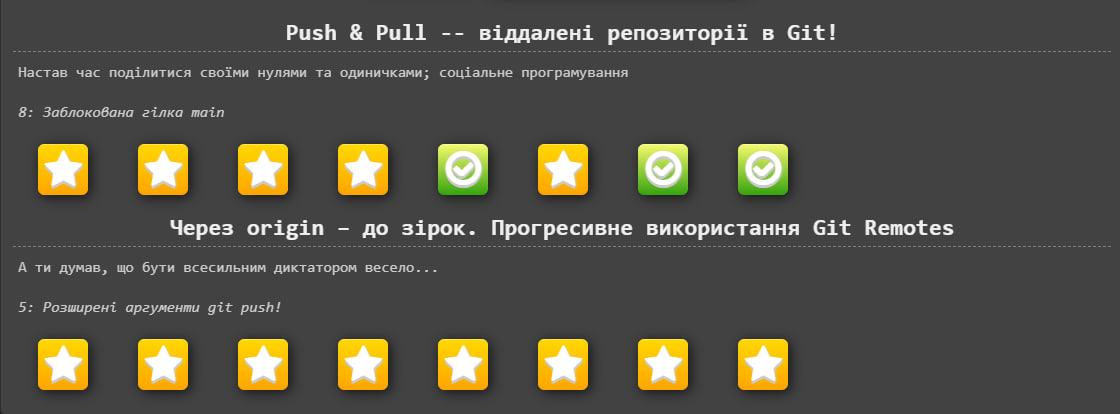 Push & Pull -- віддалені репозиторії в Git!
Настав час поділитися своїми нулями та одиничками; соціальне програмування
8: Заблокована гілка main
Через origin – до зірок. Прогресивне використання Git Remotes
А ти думав, що бути всесильним диктатором весело...
5: Розширені аргументи git push!